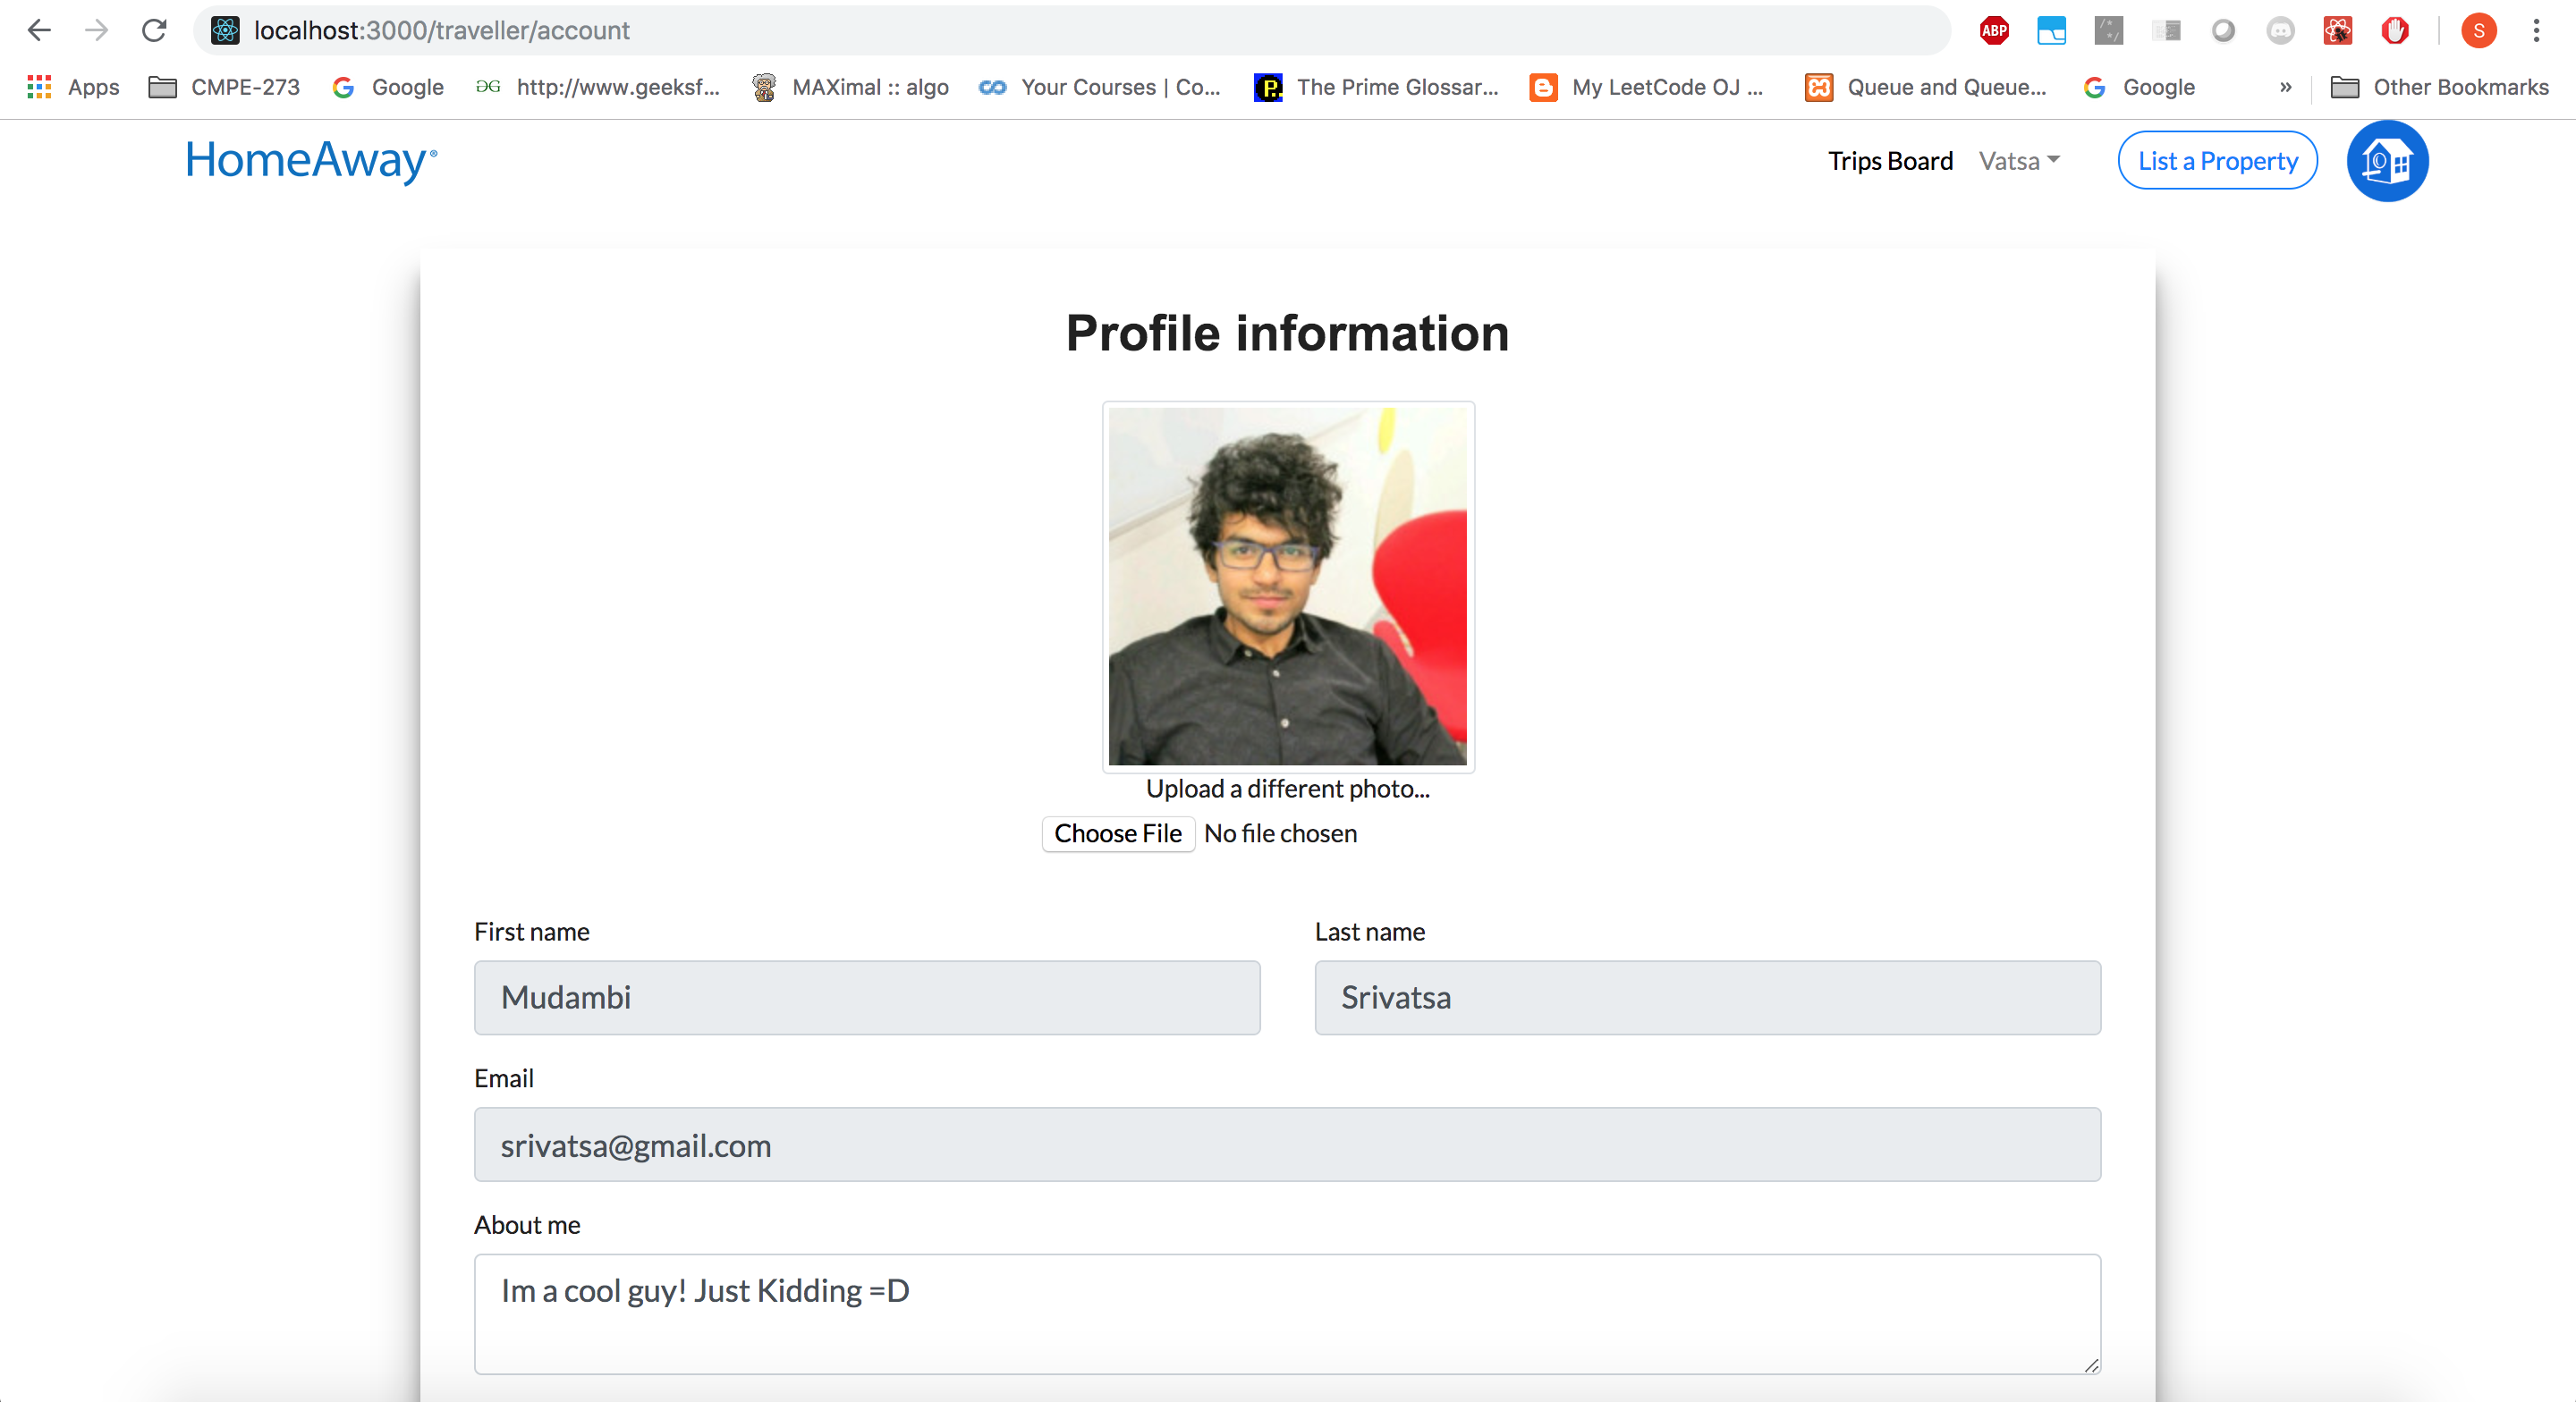 localhost:3000/traveller/account
ABP
S
Apps CMPE-273 Google http://www.geeksf... MAXimal :: algo Your Courses | Co... The Prime Glossar... My LeetCode OJ ... Queue and Queue... Google » Other Bookmarks
HomeAway® Trips Board Vatsa List a Property
Profile information
Upload a different photo...
Choose File No file chosen
First name Last name
Mudambi Srivatsa
Email
srivatsa@gmail.com
About me
Im a cool guy! Just Kidding =D